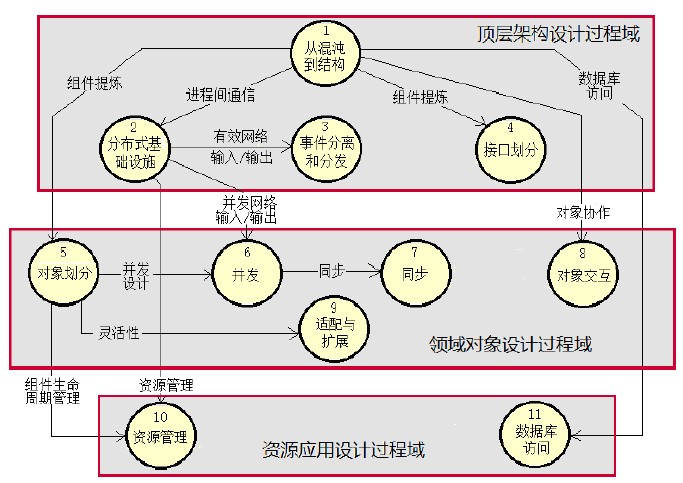 顶层架构设计过程域
1
从混沌
到结构
组件提炼
进程间通信
组件提炼
数据库
访问
2
分布式基
础设施
有效网络
输入/输出
3
事件分离
和分发
4
接口划分
并发网络
输入/输出
对象协作
5
对象划分
并发
设计
6
并发
同步
7
同步
8
对象交互
灵活性
9
适配与
扩展
领域对象设计过程域
组件生命
周期管理
资源管理
10
资源管理
资源应用设计过程域
11
数据库
访问